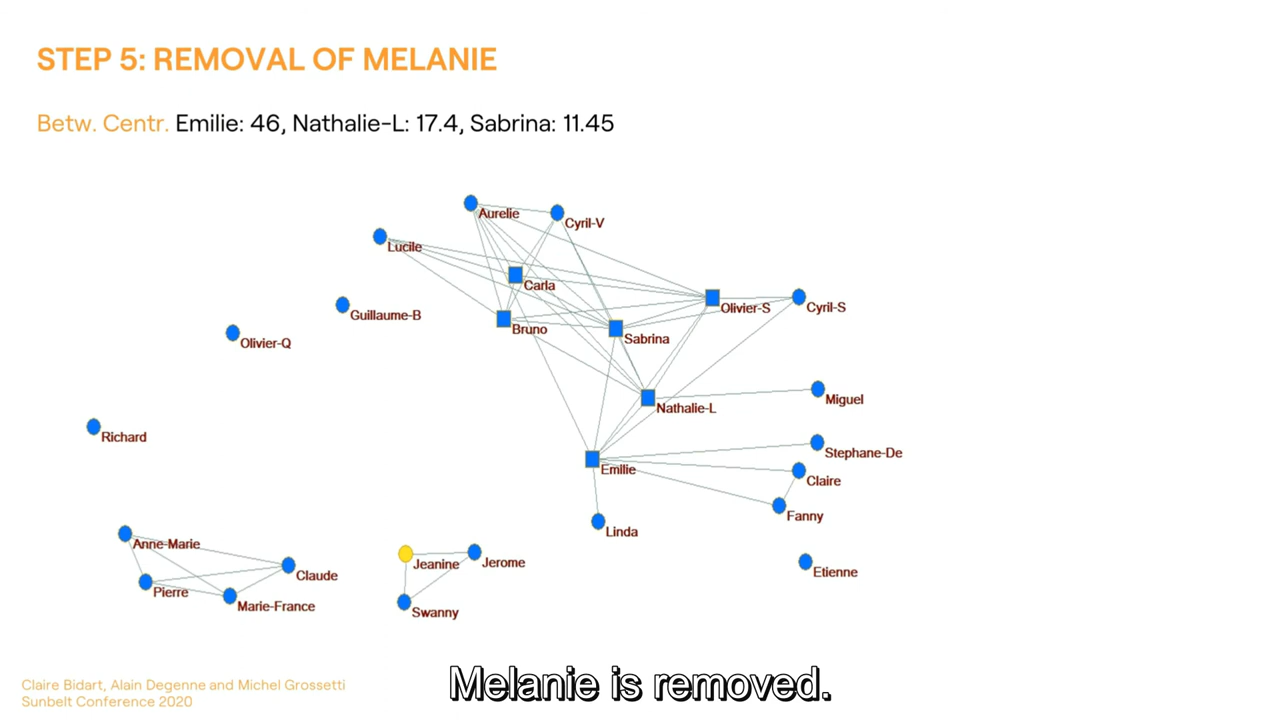 STEP 5: REMOVAL OF MELANIE
Betw. Centr. Emilie: 46, Nathalie-L: 17.4, Sabrina: 11.45
Aurelie
Cyril-V
Lucile
Carla
Olivier-S
Cyril-S
Guillaume-B
Bruno
Sabrina
Olivier-Q
Miguel
Nathalie-L
Richard
Stephane-De
Emilie
Claire
Fanny
Linda
Anne-Marie
Jeanine
Jerome
Etienne
Claude
Pierre
Marie-France
Swanny
Claire Bidart, Alain Degenne and Michel Grossetti
Sunbelt Conference 2020
Melanie is removed.